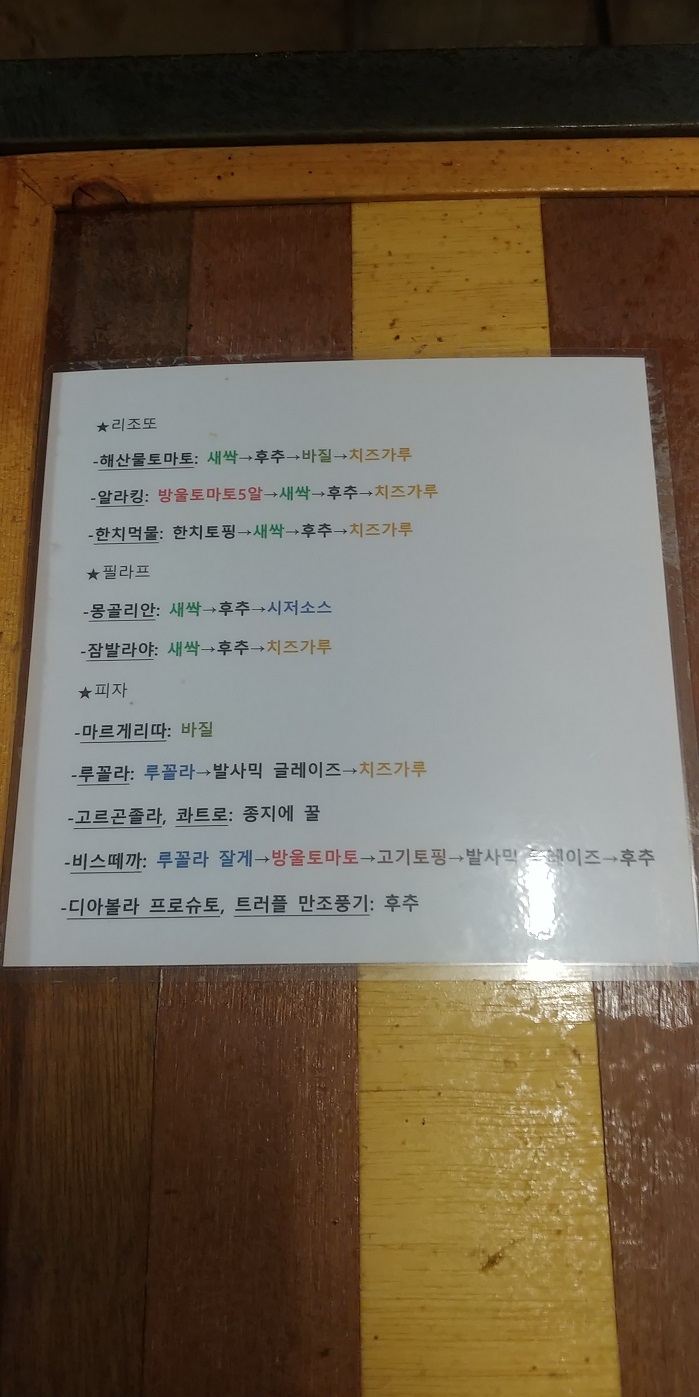 ★리조또
-해산물토마토: 새싹→후추→바질→치즈가루
-알라킹: 방울토마토5알→새싹→후추→치즈가루
-한치먹물: 한치토핑→새싹→후추→치즈가루
★필라프
-몽골리안: 새싹→후추→시저소스
-잠발라야: 새싹→후추→치즈가루
★피자
-마르게리따: 바질
-루꼴라: 루꼴라→발사믹 글레이즈→치즈가루
-고르곤졸라, 콰트로: 종지에 꿀
-비스떼까: 루꼴라 잘게→방울토마토→고기토핑→발사믹 글레이즈→후추
-디아볼라 프로슈토, 트러플 만조풍기: 후추